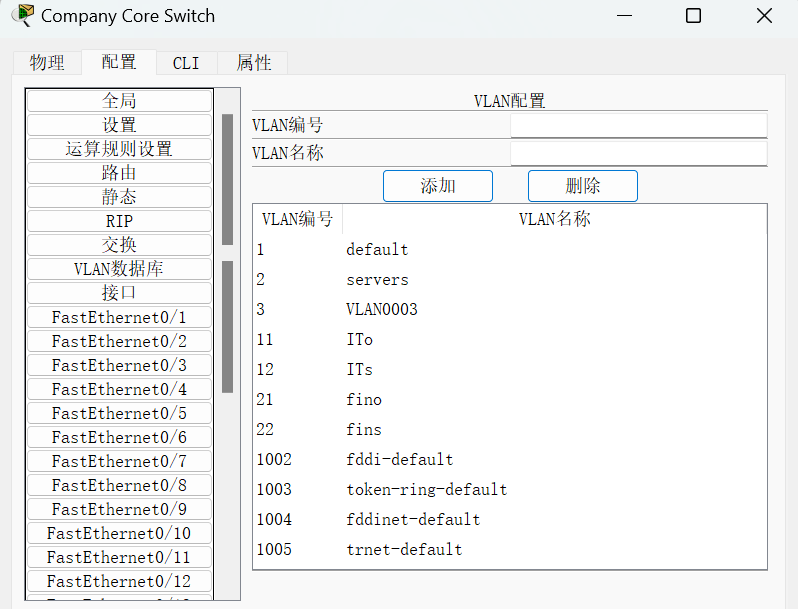 Company Core Switch
物理 配置 CLI 属性
全局
设置
运算规则设置
路由
静态
RIP
交换
VLAN数据库
接口
FastEthernet0/1
FastEthernet0/2
FastEthernet0/3
FastEthernet0/4
FastEthernet0/5
FastEthernet0/6
FastEthernet0/7
FastEthernet0/8
FastEthernet0/9
FastEthernet0/10
FastEthernet0/11
FastEthernet0/12
VLAN配置
VLAN编号
VLAN名称
添加 删除
VLAN编号 VLAN名称
1 default
2 servers
3 VLAN0003
11 ITo
12 ITs
21 fino
22 fins
1002 fddi-default
1003 token-ring-default
1004 fddinet-default
1005 trnet-default